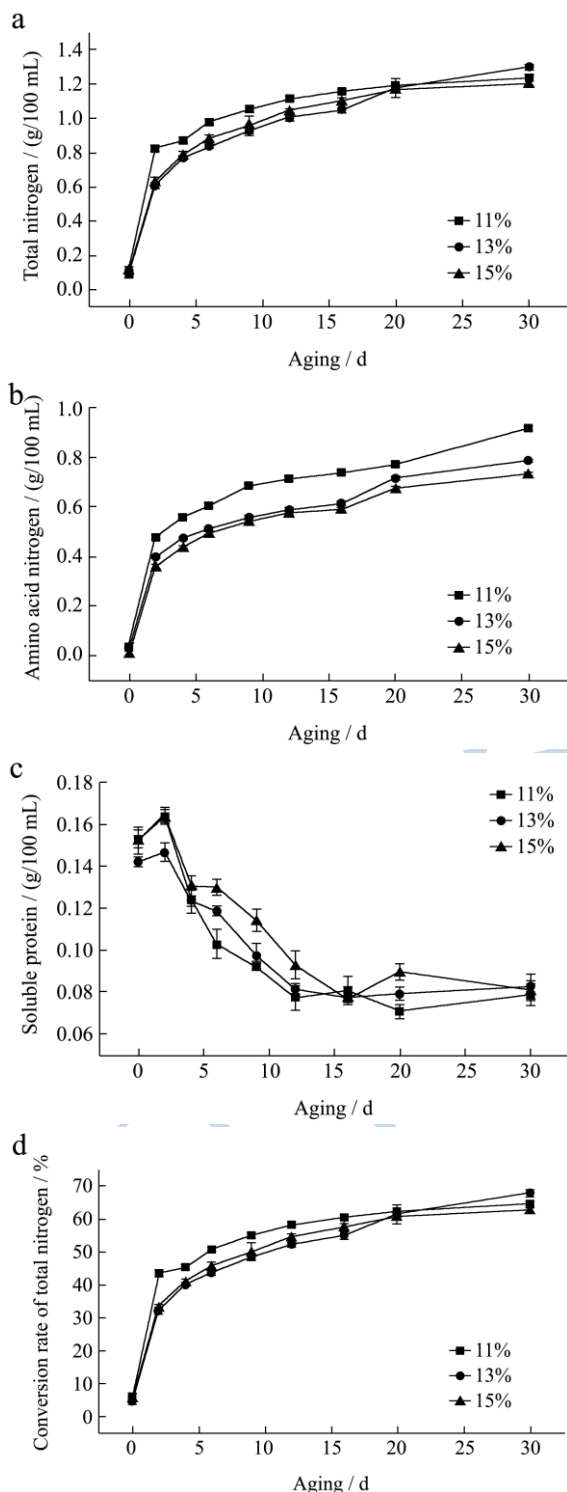 a
Total nitrogen / (g/100 mL)
1.4
1.2
1.0
0.8
0.6
0.4
0.2
0.0
11%
13%
15%
0 5 10 15 20 25 30
Aging / d
b
Amino acid nitrogen / (g/100 mL)
1.0
0.8
0.6
0.4
0.2
0.0
11%
13%
15%
0 5 10 15 20 25 30
Aging / d
c
Soluble protein / (g/100 mL)
0.18
0.16
0.14
0.12
0.10
0.08
0.06
11%
13%
15%
0 5 10 15 20 25 30
Aging / d
d
Conversion rate of total nitrogen / %
70
60
50
40
30
20
10
0
11%
13%
15%
0 5 10 15 20 25 30
Aging / d